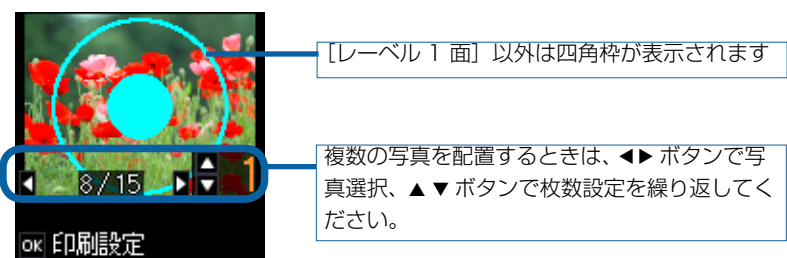 ［レーベル 1 面］以外は四角枠が表示されます
複数の写真を配置するときは、◀▶ ボタンで写
真選択、▲ ▼ ボタンで枚数設定を繰り返してく
ださい。
◀ 8/15 ▶ ▲▼ 1
OK 印刷設定